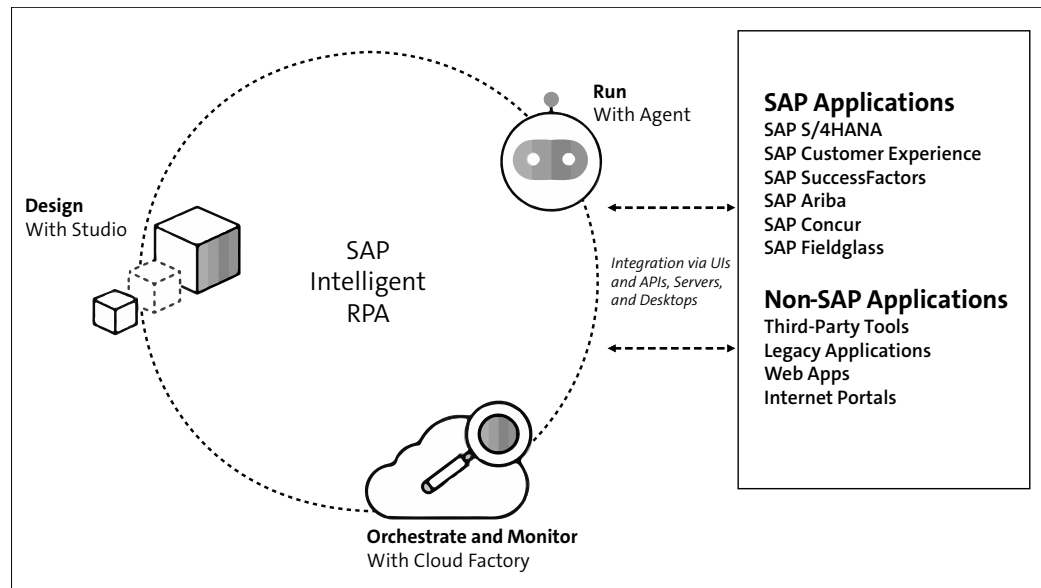 Run
With Agent
Design
With Studio
SAP
Intelligent
RPA
Orchestrate and Monitor
With Cloud Factory
Integration via UIs
and APIs, Servers,
and Desktops
SAP Applications
SAP S/4HANA
SAP Customer Experience
SAP SuccessFactors
SAP Ariba
SAP Concur
SAP Fieldglass
Non-SAP Applications
Third-Party Tools
Legacy Applications
Web Apps
Internet Portals